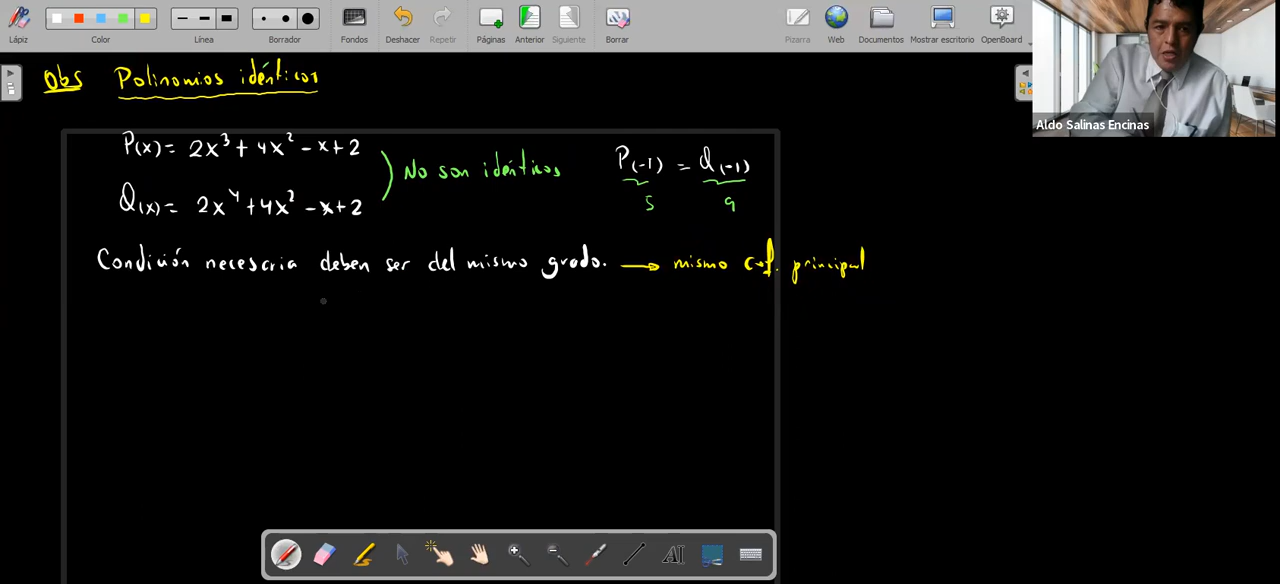 Lápiz Color Línea Borrador Fondos Deshacer Repetir Páginas Anterior Siguiente Borrar Pizarra Web Documentos Mostrar escritorio OpenBoard
Aldo Salinas Encinas
Obs Polinomios idénticos
P(x) = 2x³ + 4x² - x + 2
Q(x) = 2x⁴ + 4x² - x + 2
No son idénticos
P(-1) = Q(-1)
5 9
Condición necesaria deben ser del mismo grado. → mismo coef. principal
AI